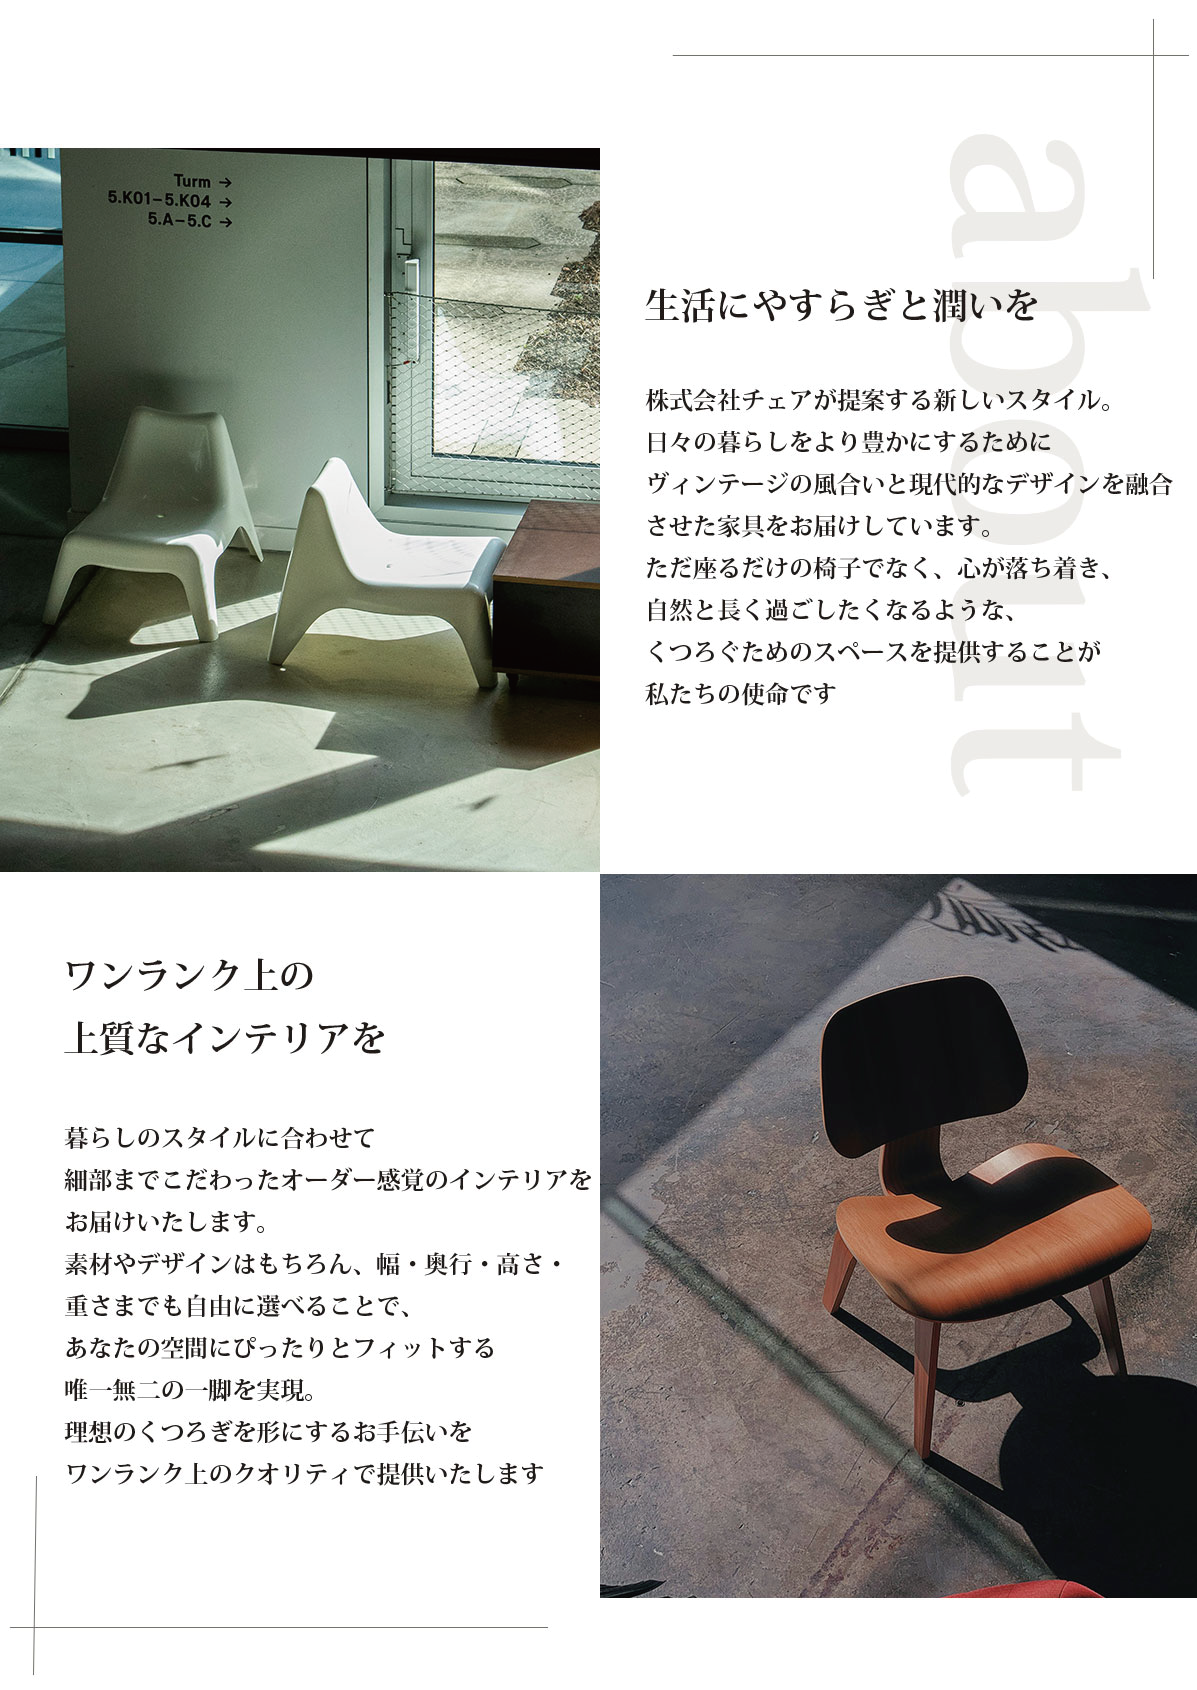 Turm →
5.K01–5.K04 →
5.A–5.C →
about
生活にやすらぎと潤いを
株式会社チェアが提案する新しいスタイル。
日々の暮らしをより豊かにするために
ヴィンテージの風合いと現代的なデザインを融合
させた家具をお届けしています。
ただ座るだけの椅子でなく、心が落ち着き、
自然と長く過ごしたくなるような、
くつろぐためのスペースを提供することが
私たちの使命です
ワンランク上の
上質なインテリアを
暮らしのスタイルに合わせて
細部までこだわったオーダー感覚のインテリアを
お届けいたします。
素材やデザインはもちろん、幅・奥行・高さ・
重さまでも自由に選べることで、
あなたの空間にぴったりとフィットする
唯一無二の一脚を実現。
理想のくつろぎを形にするお手伝いを
ワンランク上のクオリティで提供いたします